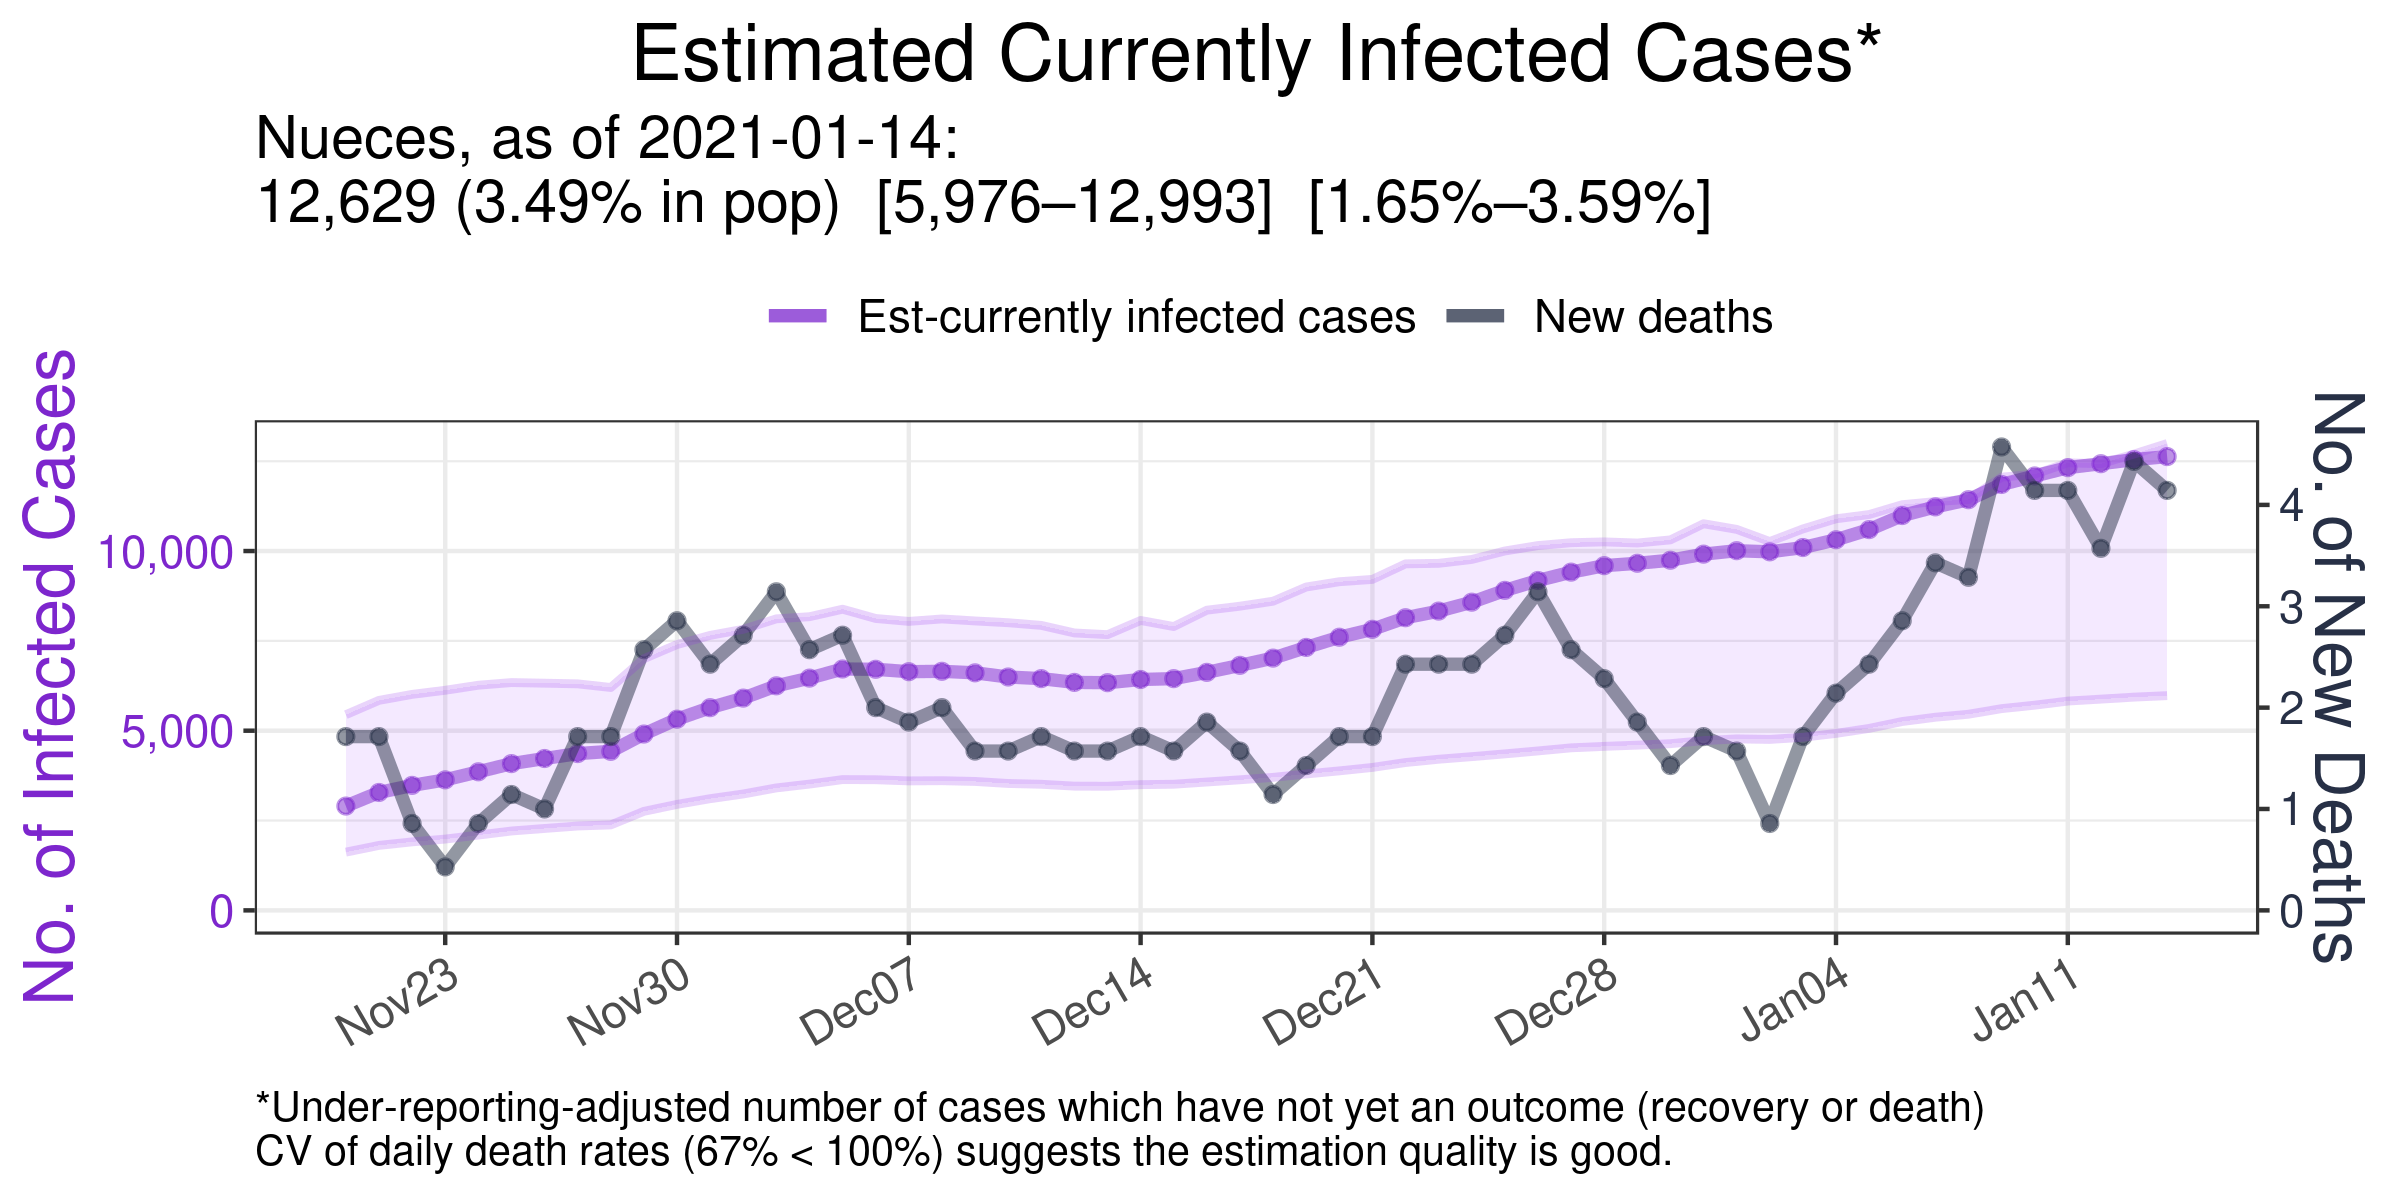 Estimated Currently Infected Cases*
Nueces, as of 2021-01-14:
12,629 (3.49% in pop)  [5,976–12,993]  [1.65%–3.59%]
Est-currently infected cases
New deaths
No. of Infected Cases
10,000
5,000
0
4
3
2
1
0
No. of New Deaths
Nov23
Nov30
Dec07
Dec14
Dec21
Dec28
Jan04
Jan11
*Under-reporting-adjusted number of cases which have not yet an outcome (recovery or death)
CV of daily death rates (67% < 100%) suggests the estimation quality is good.